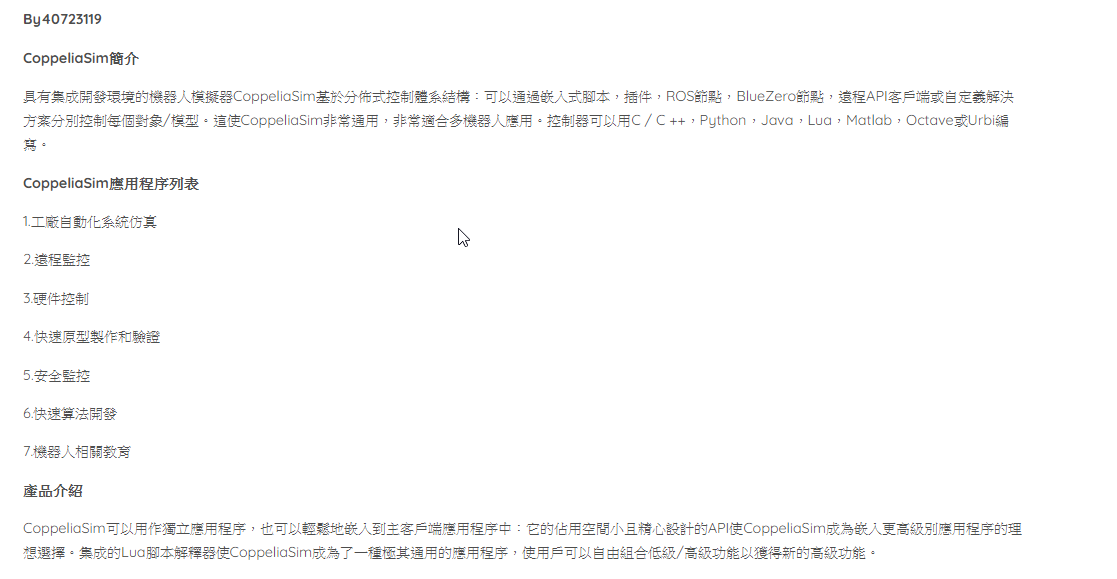 By40723119
CoppeliaSim簡介
具有集成開發環境的機器人模擬器CoppeliaSim基於分佈式控制體系結構：可以通過嵌入式腳本，插件，ROS節點，BlueZero節點，遠程API客戶端或自定義解決
方案分別控制每個對象/模型。這使CoppeliaSim非常通用，非常適合多機器人應用。控制器可以用C / C ++，Python，Java，Lua，Matlab，Octave或Urbi編
寫。
CoppeliaSim應用程序列表
1.工廠自動化系統仿真
2.遠程監控
3.硬件控制
4.快速原型製作和驗證
5.安全監控
6.快速算法開發
7.機器人相關教育
產品介紹
CoppeliaSim可以用作獨立應用程序，也可以輕鬆地嵌入到主客戶端應用程序中：它的佔用空間小且精心設計的API使CoppeliaSim成為嵌入更高級別應用程序的理
想選擇。集成的Lua腳本解釋器使CoppeliaSim成為了一種極其通用的應用程序，使用戶可以自由組合低級/高級功能以獲得新的高級功能。